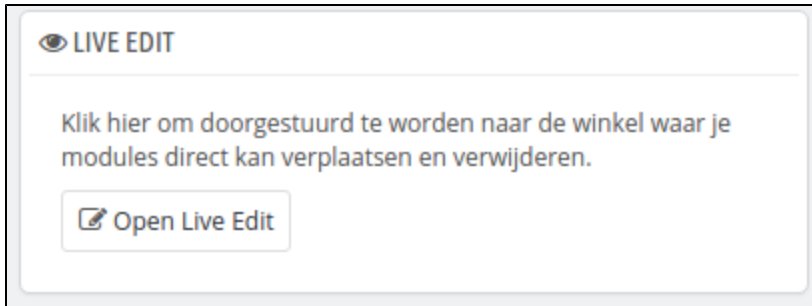 LIVE EDIT
Klik hier om doorgestuurd te worden naar de winkel waar je
modules direct kan verplaatsen en verwijderen.
Open Live Edit